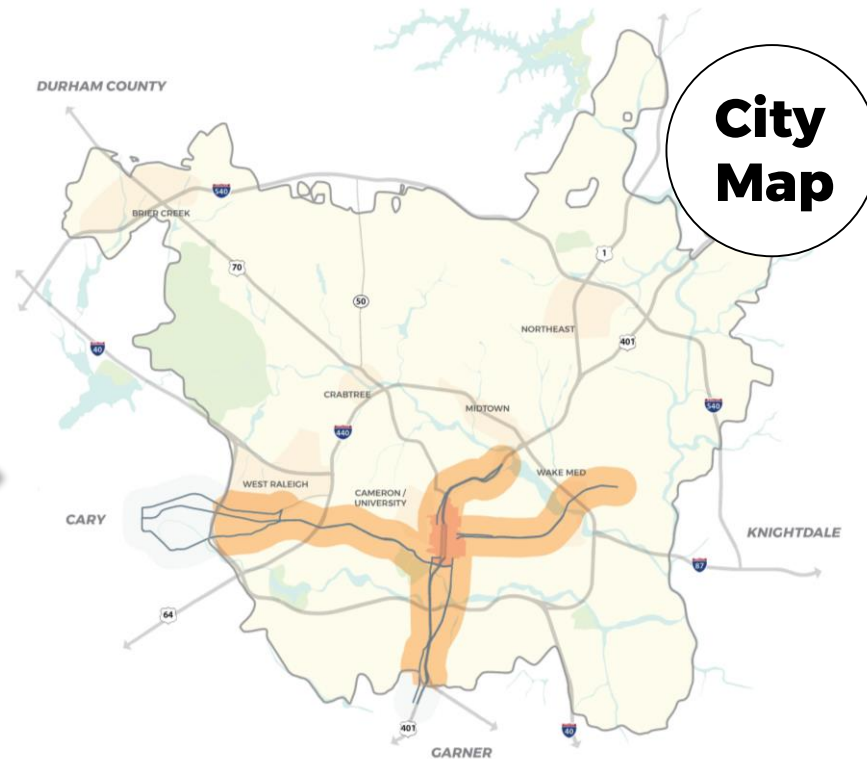 City
Map
DURHAM COUNTY
540
BRIER CREEK
70
1
50
NORTHEAST
401
40
CRABTREE
MIDTOWN
540
440
WAKE MED
WEST RALEIGH
CAMERON /
UNIVERSITY
CARY
KNIGHTDALE
87
64
401
40
GARNER